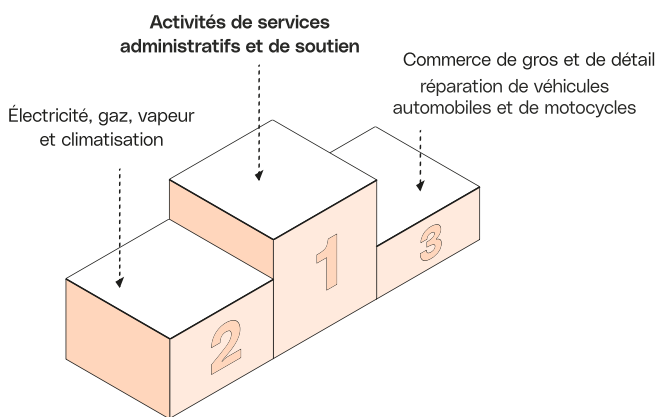 Activités de services
administratifs et de soutien
Commerce de gros et de détail
réparation de véhicules
automobiles et de motocycles
Électricité, gaz, vapeur
et climatisation
1
2
3